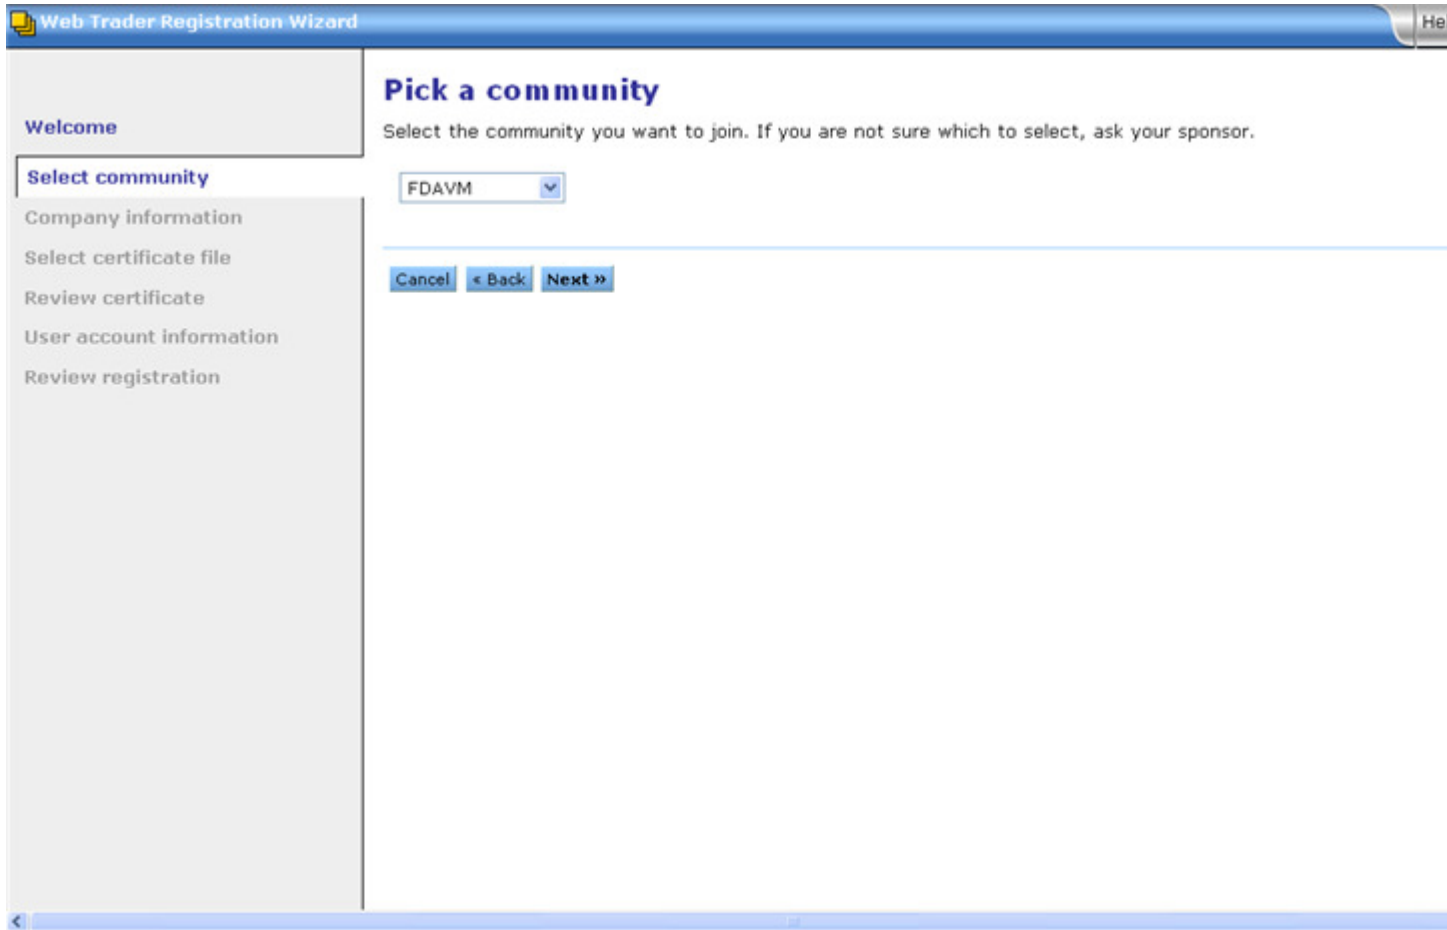 Web Trader Registration Wizard
Welcome
Select community
Company information
Select certificate file
Review certificate
User account information
Review registration
Pick a community
Select the community you want to join. If you are not sure which to select, ask your sponsor.
FDAVM
Cancel « Back Next »